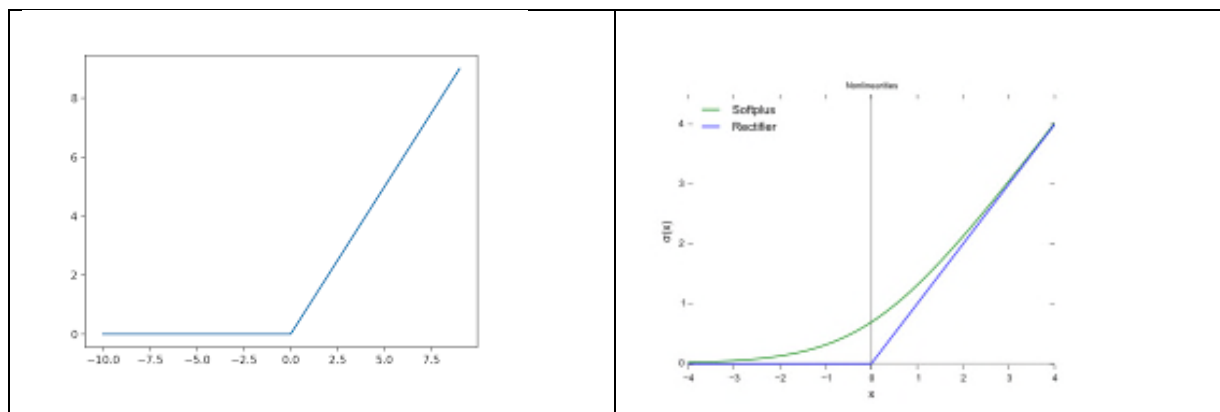 8
6
4
2
0
−10.0 −7.5 −5.0 −2.5 0.0 2.5 5.0 7.5
Nonlinearities
Softplus
Rectifier
4
3
2
1
0
σ(x)
−4 −3 −2 −1 0 1 2 3 4
x